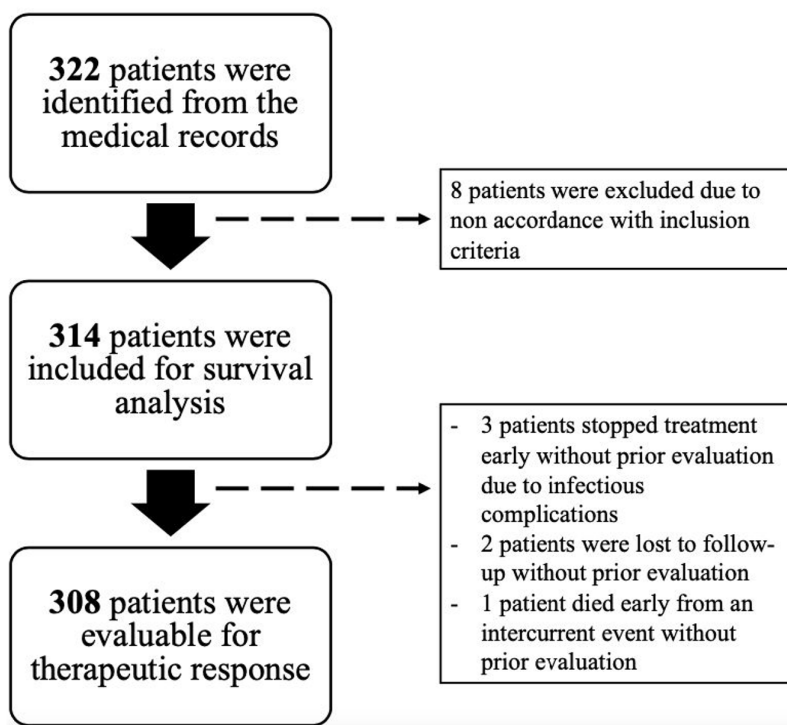 322 patients were
identified from the
medical records
8 patients were excluded due to
non accordance with inclusion
criteria
314 patients were
included for survival
analysis
- 3 patients stopped treatment
early without prior evaluation
due to infectious
complications
- 2 patients were lost to follow-
up without prior evaluation
- 1 patient died early from an
intercurrent event without
prior evaluation
308 patients were
evaluable for
therapeutic response